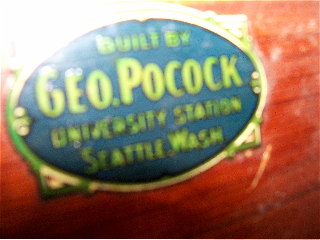 BUILT BY
GEO. POCOCK
UNIVERSITY STATION
SEATTLE, WASH